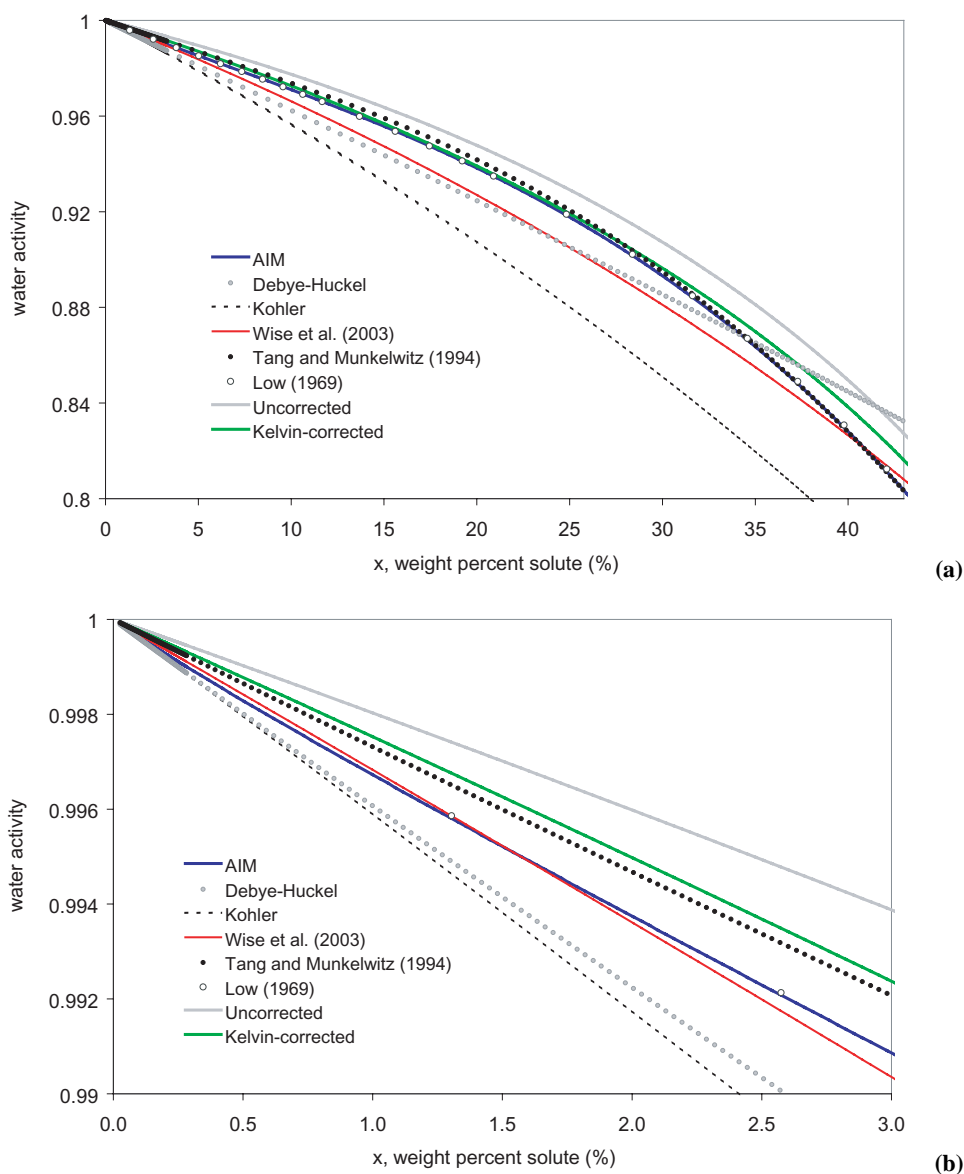 1
0.96
0.92
0.88
0.84
0.8
water activity
AIM
Debye-Huckel
Kohler
Wise et al. (2003)
Tang and Munkelwitz (1994)
Low (1969)
Uncorrected
Kelvin-corrected
0 5 10 15 20 25 30 35 40
x, weight percent solute (%)
(a)
1
0.998
0.996
0.994
0.992
0.99
water activity
AIM
Debye-Huckel
Kohler
Wise et al. (2003)
Tang and Munkelwitz (1994)
Low (1969)
Uncorrected
Kelvin-corrected
0.0 0.5 1.0 1.5 2.0 2.5 3.0
x, weight percent solute (%)
(b)